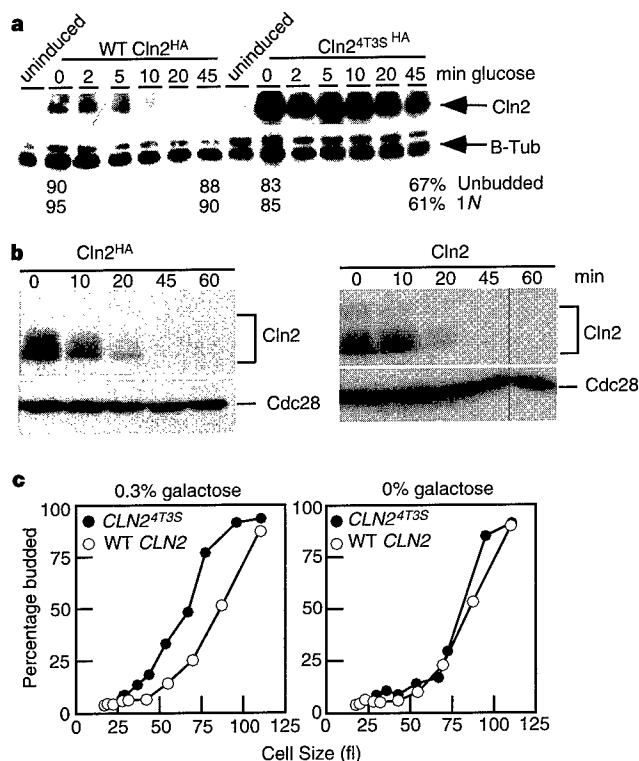 a
uninduced WT Cln2HA uninduced Cln24T3S HA
0 2 5 10 20 45 0 2 5 10 20 45 min glucose
Cln2
B-Tub
90 88 83 67% Unbudded
95 90 85 61% 1N
b
Cln2HA Cln2
0 10 20 45 60 0 10 20 45 60 min
Cln2 Cln2
Cdc28 Cdc28
c
0.3% galactose 0% galactose
100 100
CLN24T3S CLN24T3S
WT CLN2 WT CLN2
75 75
Percentage budded
50 50
25 25
0 0
0 25 50 75 100 125 0 25 50 75 100 125
Cell Size (fl)